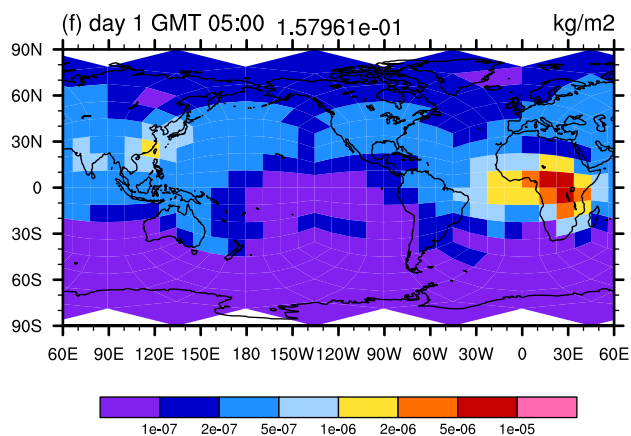 (f) day 1 GMT 05:00 1.57961e-01 kg/m2
90N
60N
30N
0
30S
60S
90S
60E 90E 120E 150E 180 150W 120W 90W 60W 30W 0 30E 60E
1e-07 2e-07 5e-07 1e-06 2e-06 5e-06 1e-05